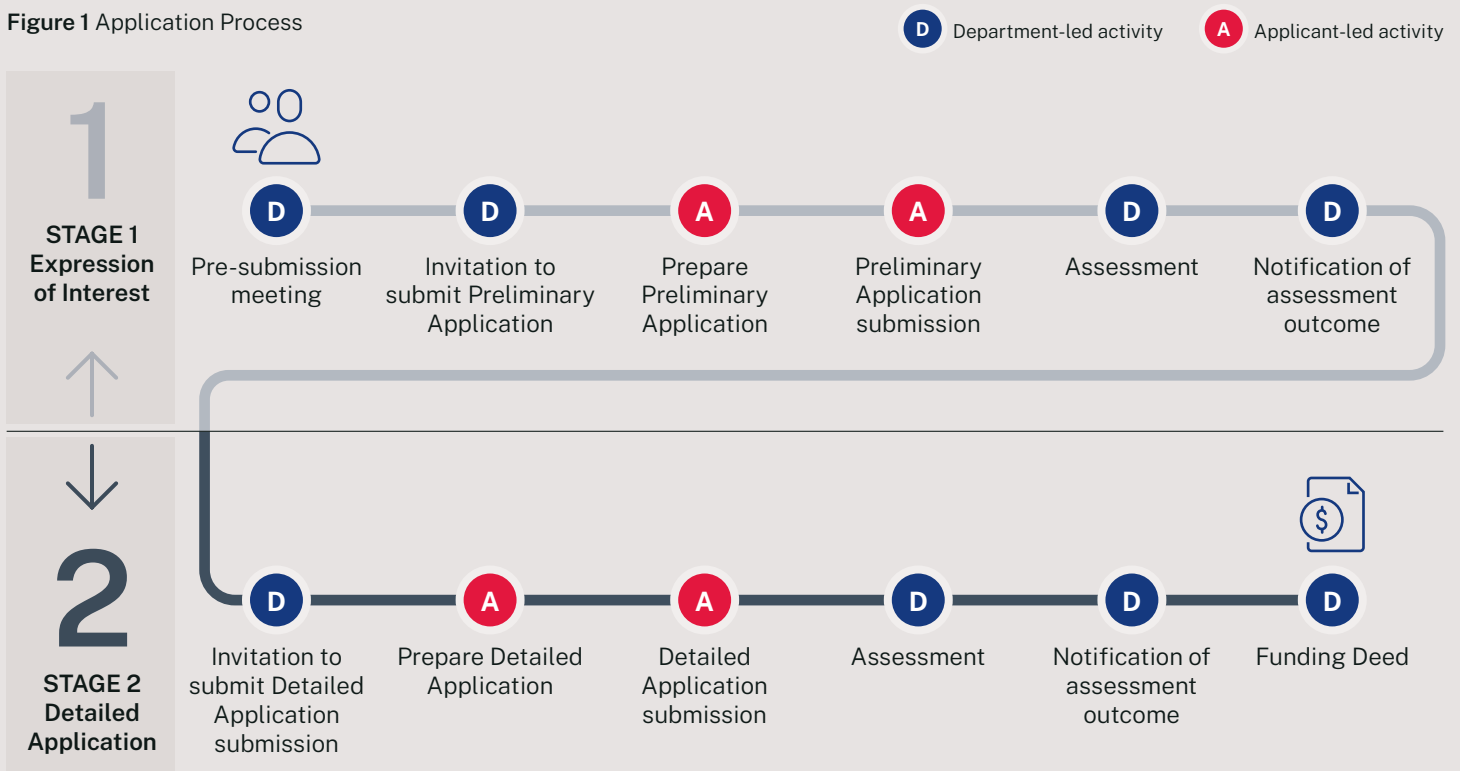 Figure 1 Application Process
D Department-led activity
A Applicant-led activity
1
STAGE 1
Expression
of Interest
D
Pre-submission
meeting
D
Invitation to
submit Preliminary
Application
A
Prepare
Preliminary
Application
A
Preliminary
Application
submission
D
Assessment
D
Notification of
assessment
outcome
2
STAGE 2
Detailed
Application
D
Invitation to
submit Detailed
Application
submission
A
Prepare Detailed
Application
A
Detailed
Application
submission
D
Assessment
D
Notification of
assessment
outcome
$
D
Funding Deed